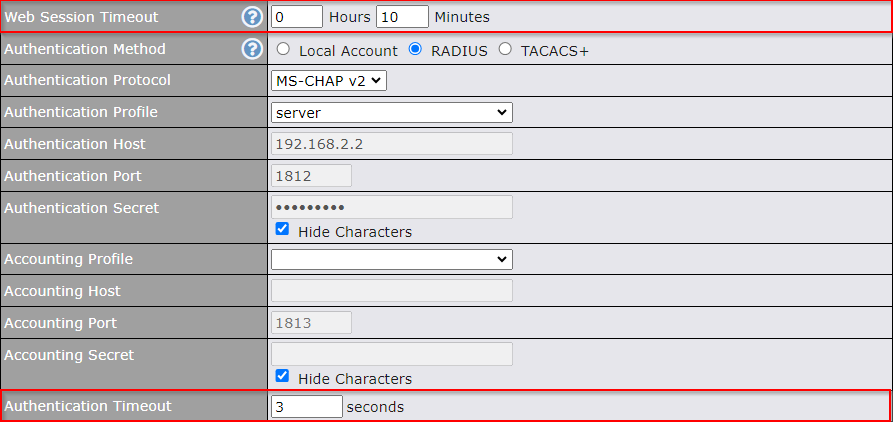 Web Session Timeout ? 0 Hours 10 Minutes
Authentication Method ? Local Account RADIUS TACACS+
Authentication Protocol MS-CHAP v2
Authentication Profile server
Authentication Host 192.168.2.2
Authentication Port 1812
Authentication Secret •••••••••
Hide Characters
Accounting Profile
Accounting Host
Accounting Port 1813
Accounting Secret
Hide Characters
Authentication Timeout 3 seconds